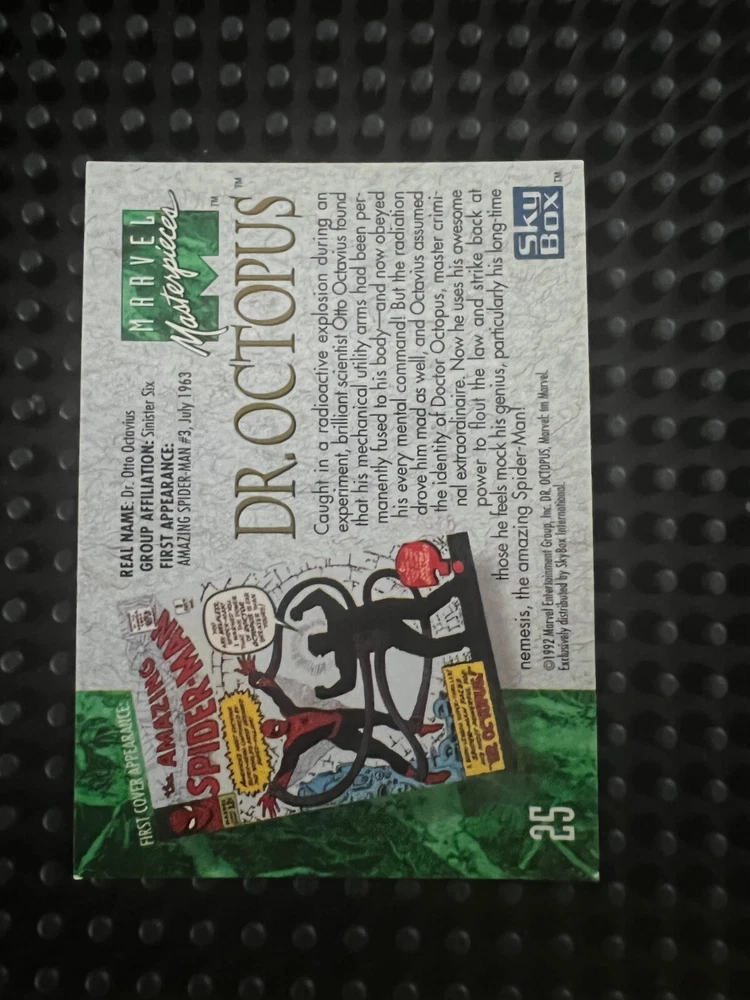 MARVEL
Masterpieces™
REAL NAME: Dr. Otto Octavius
GROUP AFFILIATION: Sinister Six
FIRST APPEARANCE:
AMAZING SPIDER-MAN #3, July 1963
DR. OCTOPUS™
Caught in a radioactive explosion during an
experiment, brilliant scientist Otto Octavius found
that his mechanical utility arms had been per-
manently fused to his body—and now obeyed
his every mental command! But the radiation
drove him mad as well, and Octavius assumed
the identity of Doctor Octopus, master crimi-
nal extraordinaire. Now he uses his awesome
power to flout the law and strike back at
those he feels mock his genius, particularly his long-time
nemesis, the amazing Spider-Man!
©1992 Marvel Entertainment Group, Inc. DR. OCTOPUS, Marvel: tm Marvel.
Exclusively distributed by SkyBox International.
SkyBox™
FIRST COVER APPEARANCE:
the AMAZING
SPIDER-MAN
DR. OCTOPUS!
25